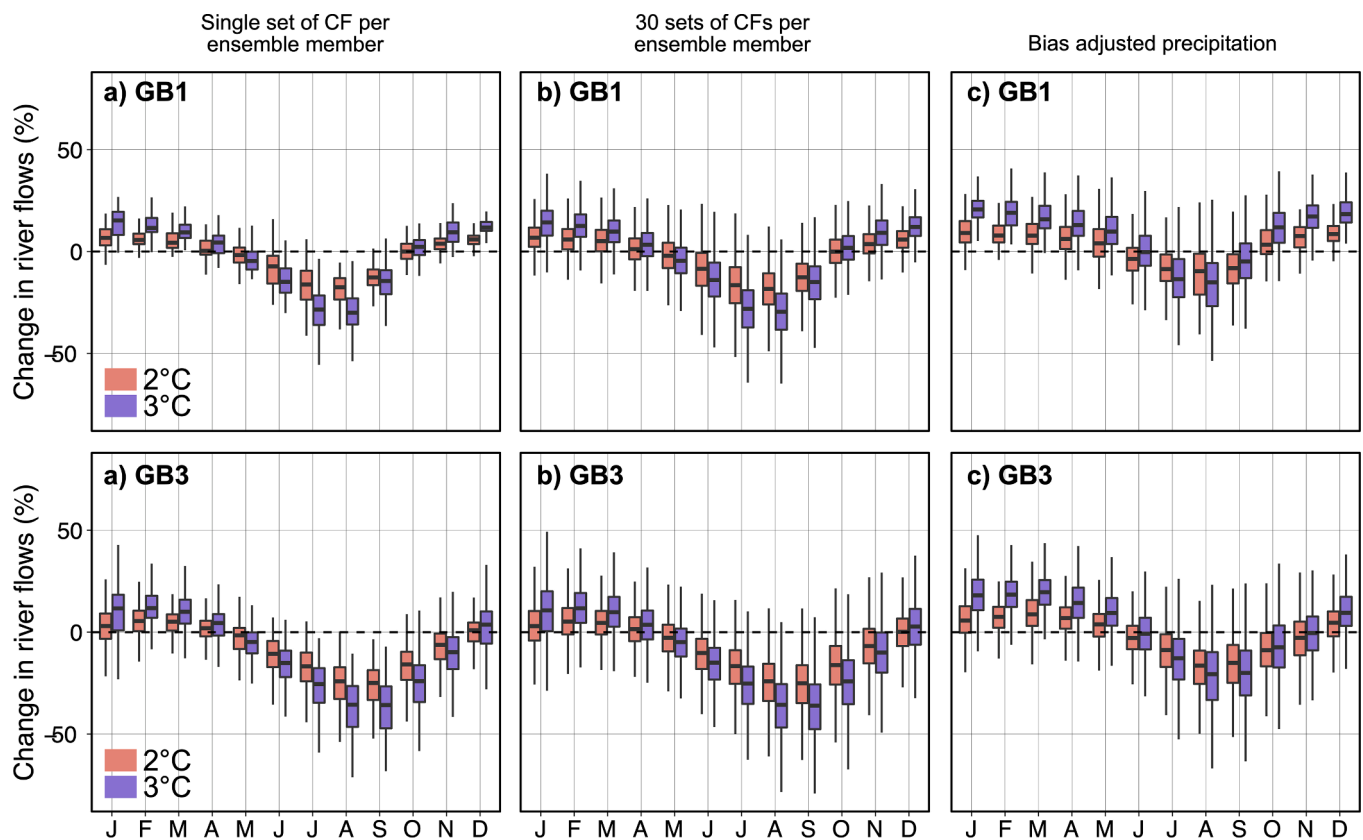 Single set of CF per
ensemble member
30 sets of CFs per
ensemble member
Bias adjusted precipitation
a) GB1
b) GB1
c) GB1
Change in river flows (%)
50
0
-50
2°C
3°C
a) GB3
b) GB3
c) GB3
Change in river flows (%)
50
0
-50
2°C
3°C
J F M A M J J A S O N D
J F M A M J J A S O N D
J F M A M J J A S O N D